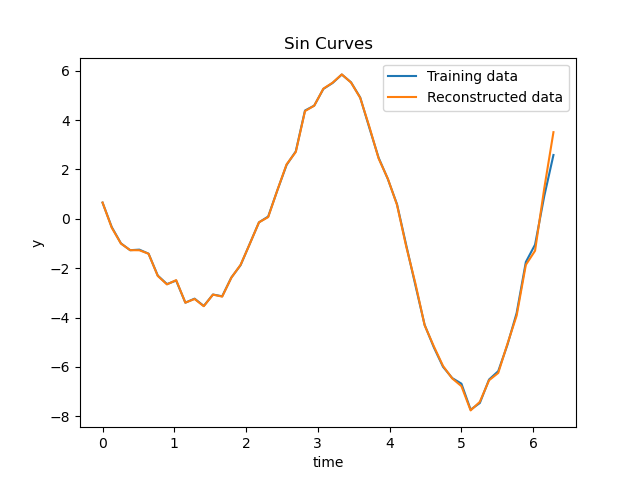 Sin Curves
Training data
Reconstructed data
6
4
2
0
−2
−4
−6
−8
y
0 1 2 3 4 5 6
time